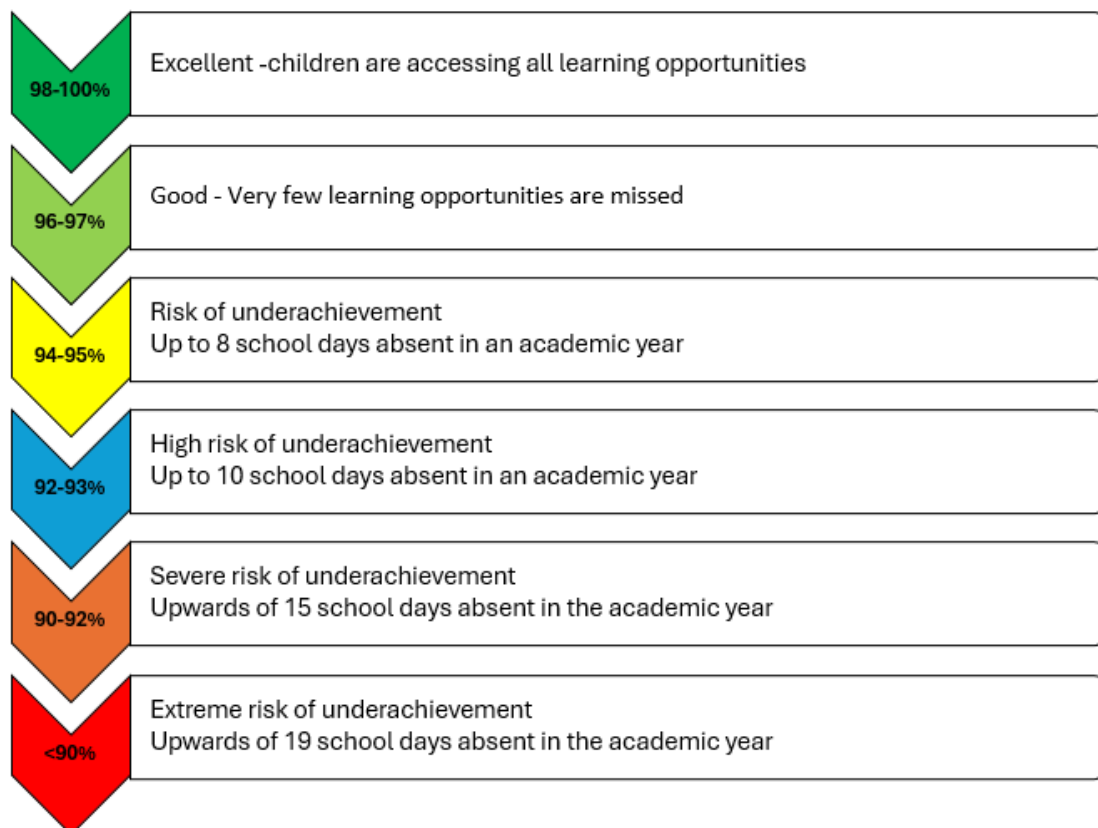 98-100%
Excellent -children are accessing all learning opportunities
96-97%
Good - Very few learning opportunities are missed
94-95%
Risk of underachievement
Up to 8 school days absent in an academic year
92-93%
High risk of underachievement
Up to 10 school days absent in an academic year
90-92%
Severe risk of underachievement
Upwards of 15 school days absent in the academic year
<90%
Extreme risk of underachievement
Upwards of 19 school days absent in the academic year